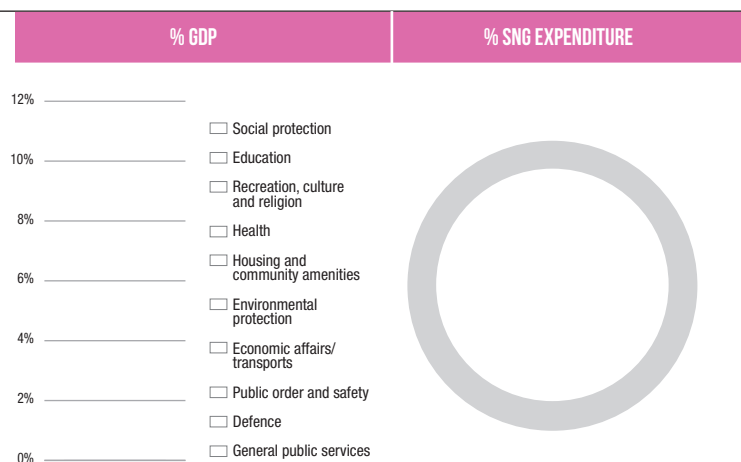 % GDP
% SNG EXPENDITURE
12%
10%
8%
6%
4%
2%
0%
Social protection
Education
Recreation, culture
and religion
Health
Housing and
community amenities
Environmental
protection
Economic affairs/
transports
Public order and safety
Defence
General public services